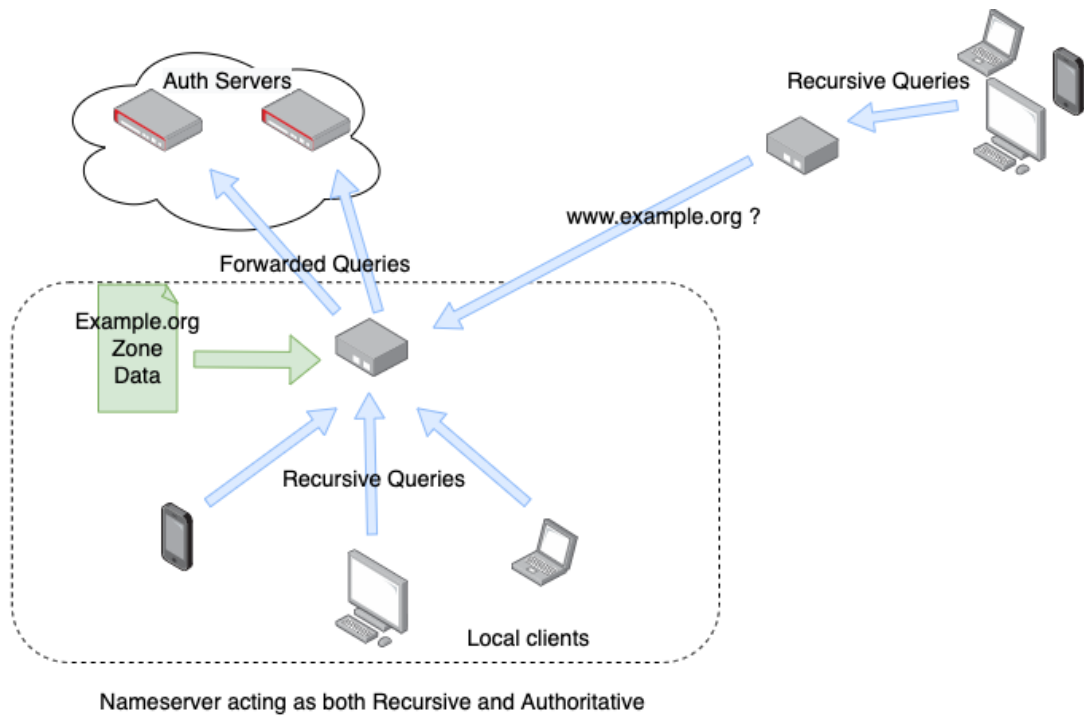 Auth Servers
Recursive Queries
www.example.org ?
Forwarded Queries
Example.org
Zone
Data
Recursive Queries
Local clients
Nameserver acting as both Recursive and Authoritative